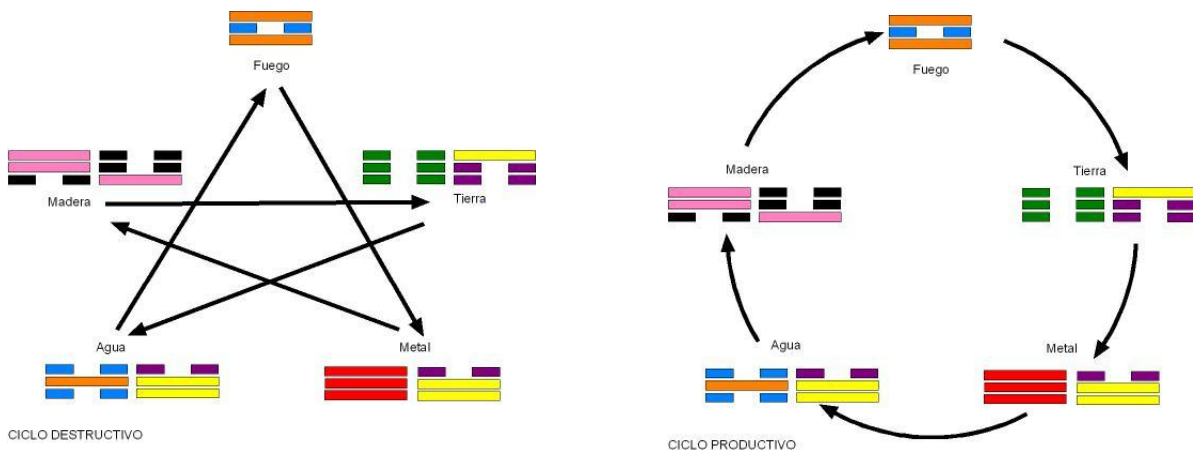 Fuego
Madera
Tierra
Agua
Metal
CICLO DESTRUCTIVO
Fuego
Madera
Tierra
Agua
Metal
CICLO PRODUCTIVO